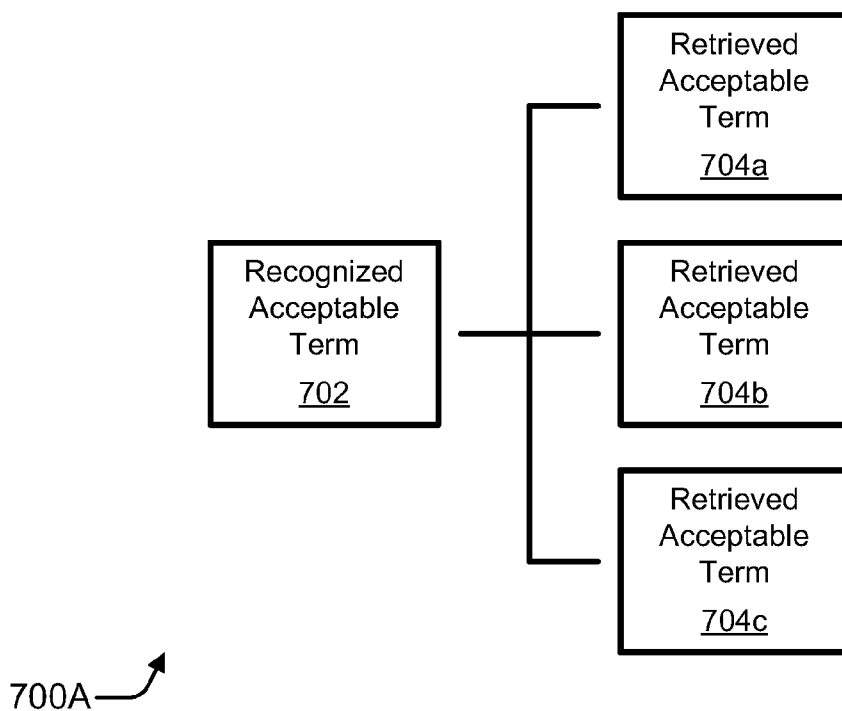 Retrieved
Acceptable
Term
704a
Recognized
Acceptable
Term
702
Retrieved
Acceptable
Term
704b
Retrieved
Acceptable
Term
704c
700A